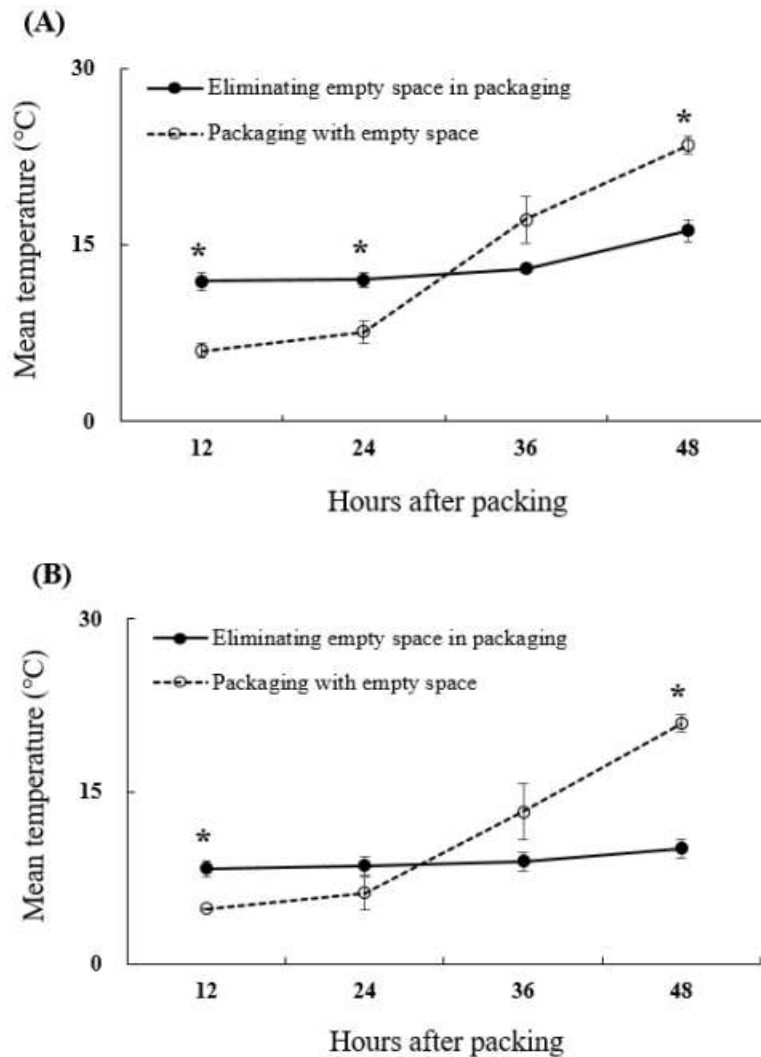 (A)
30
Eliminating empty space in packaging
Packaging with empty space
*
15
*
*
0
12 24 36 48
Mean temperature (°C)
Hours after packing
(B)
30
Eliminating empty space in packaging
Packaging with empty space
*
15
*
0
12 24 36 48
Mean temperature (°C)
Hours after packing